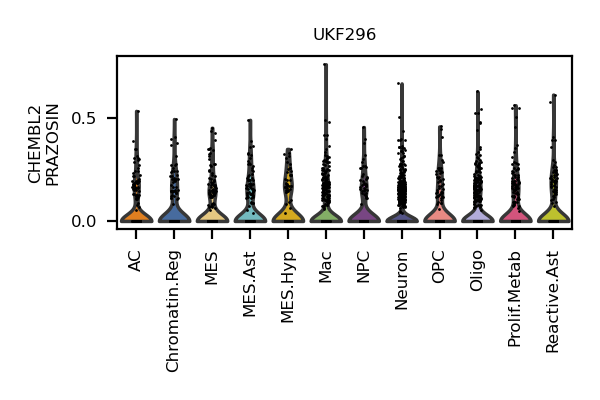 UKF296
CHEMBL2
PRAZOSIN
0.5
0.0
AC
Chromatin.Reg
MES
MES.Ast
MES.Hyp
Mac
NPC
Neuron
OPC
Oligo
Prolif.Metab
Reactive.Ast